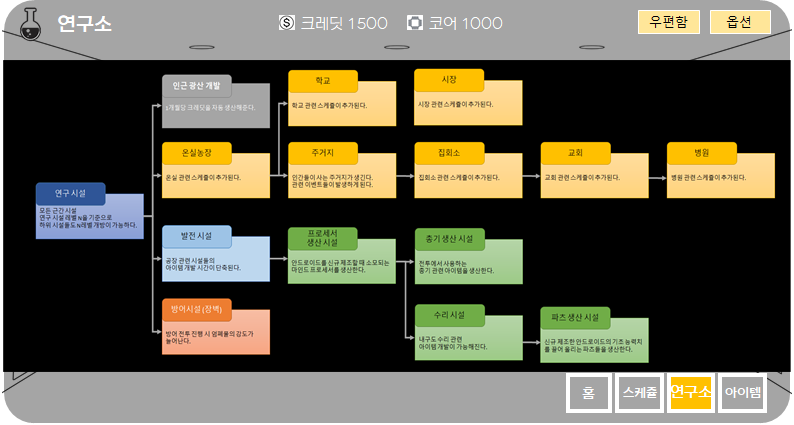 연구소
크레딧 1500
코어 1000
우편함
옵션
인근 광산 개발
1개월당 크레딧을 자동 생산해준다.
학교
학교 관련 스케쥴이 추가된다.
시장
시장 관련 스케쥴이 추가된다.
온실농장
온실 관련 스케쥴이 추가된다.
주거지
인간들이 사는 주거지가 생긴다.
관련 이벤트들이 발생하게 된다.
집회소
집회소 관련 스케쥴이 추가된다.
교회
교회 관련 스케쥴이 추가된다.
병원
병원 관련 스케쥴이 추가된다.
연구 시설
모든 근간 시설
연구 시설 레벨 N을 기준으로
하위 시설들도 N레벨 개방이 가능하다.
발전 시설
공장 관련 시설들의
아이템 개발 시간이 단축된다.
프로세서
생산 시설
안드로이드를 신규 제조할 때 소모되는
마인드 프로세서를 생산한다.
총기 생산 시설
전투에서 사용하는
총기 관련 아이템을 생산한다.
방어시설 (장벽)
방어 전투 진행 시 엄폐물의 강도가
늘어난다.
수리 시설
내구도 수리 관련
아이템 개발이 가능해진다.
파츠 생산 시설
신규 제조한 안드로이드의 기초 능력치
를 끌어 올리는 파츠들을 생산한다.
홈
스케쥴
연구소
아이템